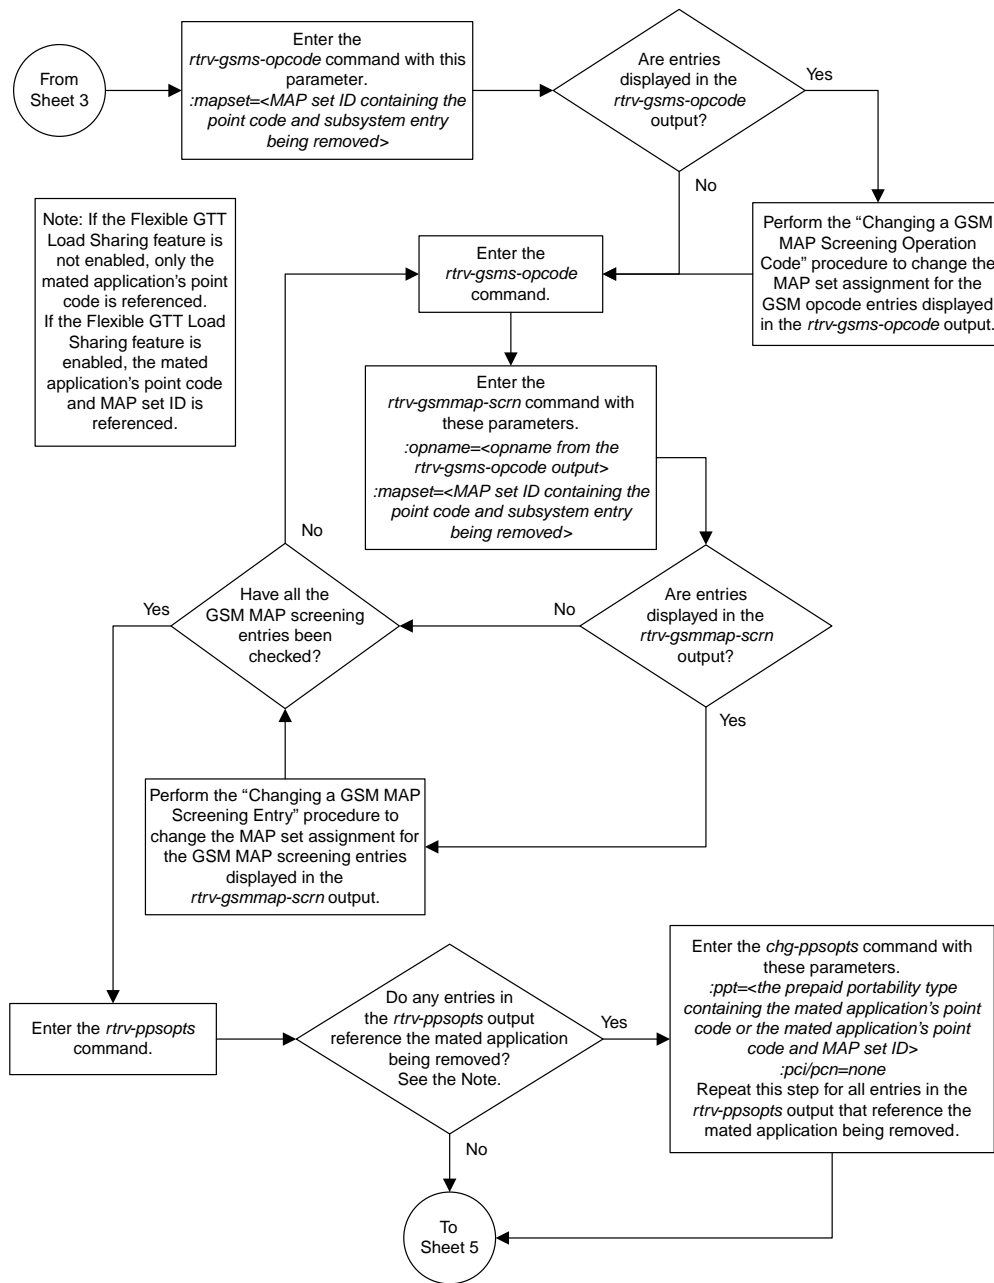 From
Sheet 3
Enter the
rtrv-gsms-opcode command with this
parameter.
:mapset=<MAP set ID containing the
point code and subsystem entry
being removed>
Are entries
displayed in the
rtrv-gsms-opcode
output?
Yes
No
Note: If the Flexible GTT
Load Sharing feature is
not enabled, only the
mated application's point
code is referenced.
If the Flexible GTT Load
Sharing feature is
enabled, the mated
application's point code
and MAP set ID is
referenced.
Enter the
rtrv-gsms-opcode
command.
Perform the “Changing a GSM
MAP Screening Operation
Code” procedure to change the
MAP set assignment for the
GSM opcode entries displayed
in the rtrv-gsms-opcode output.
Enter the
rtrv-gsmmap-scrn command with
these parameters.
:opname=<opname from the
rtrv-gsms-opcode output>
:mapset=<MAP set ID containing the
point code and subsystem entry
being removed>
No
Yes
Have all the
GSM MAP screening
entries been
checked?
No
Are entries
displayed in the
rtrv-gsmmap-scrn
output?
Yes
Perform the “Changing a GSM MAP
Screening Entry” procedure to
change the MAP set assignment for
the GSM MAP screening entries
displayed in the
rtrv-gsmmap-scrn output.
Enter the rtrv-ppsopts
command.
Do any entries in
the rtrv-ppsopts output
reference the mated application
being removed?
See the Note.
Yes
No
Enter the chg-ppsopts command with
these parameters.
:ppt=<the prepaid portability type
containing the mated application's point
code or the mated application's point
code and MAP set ID>
:pci/pcn=none
Repeat this step for all entries in the
rtrv-ppsopts output that reference the
mated application being removed.
To
Sheet 5